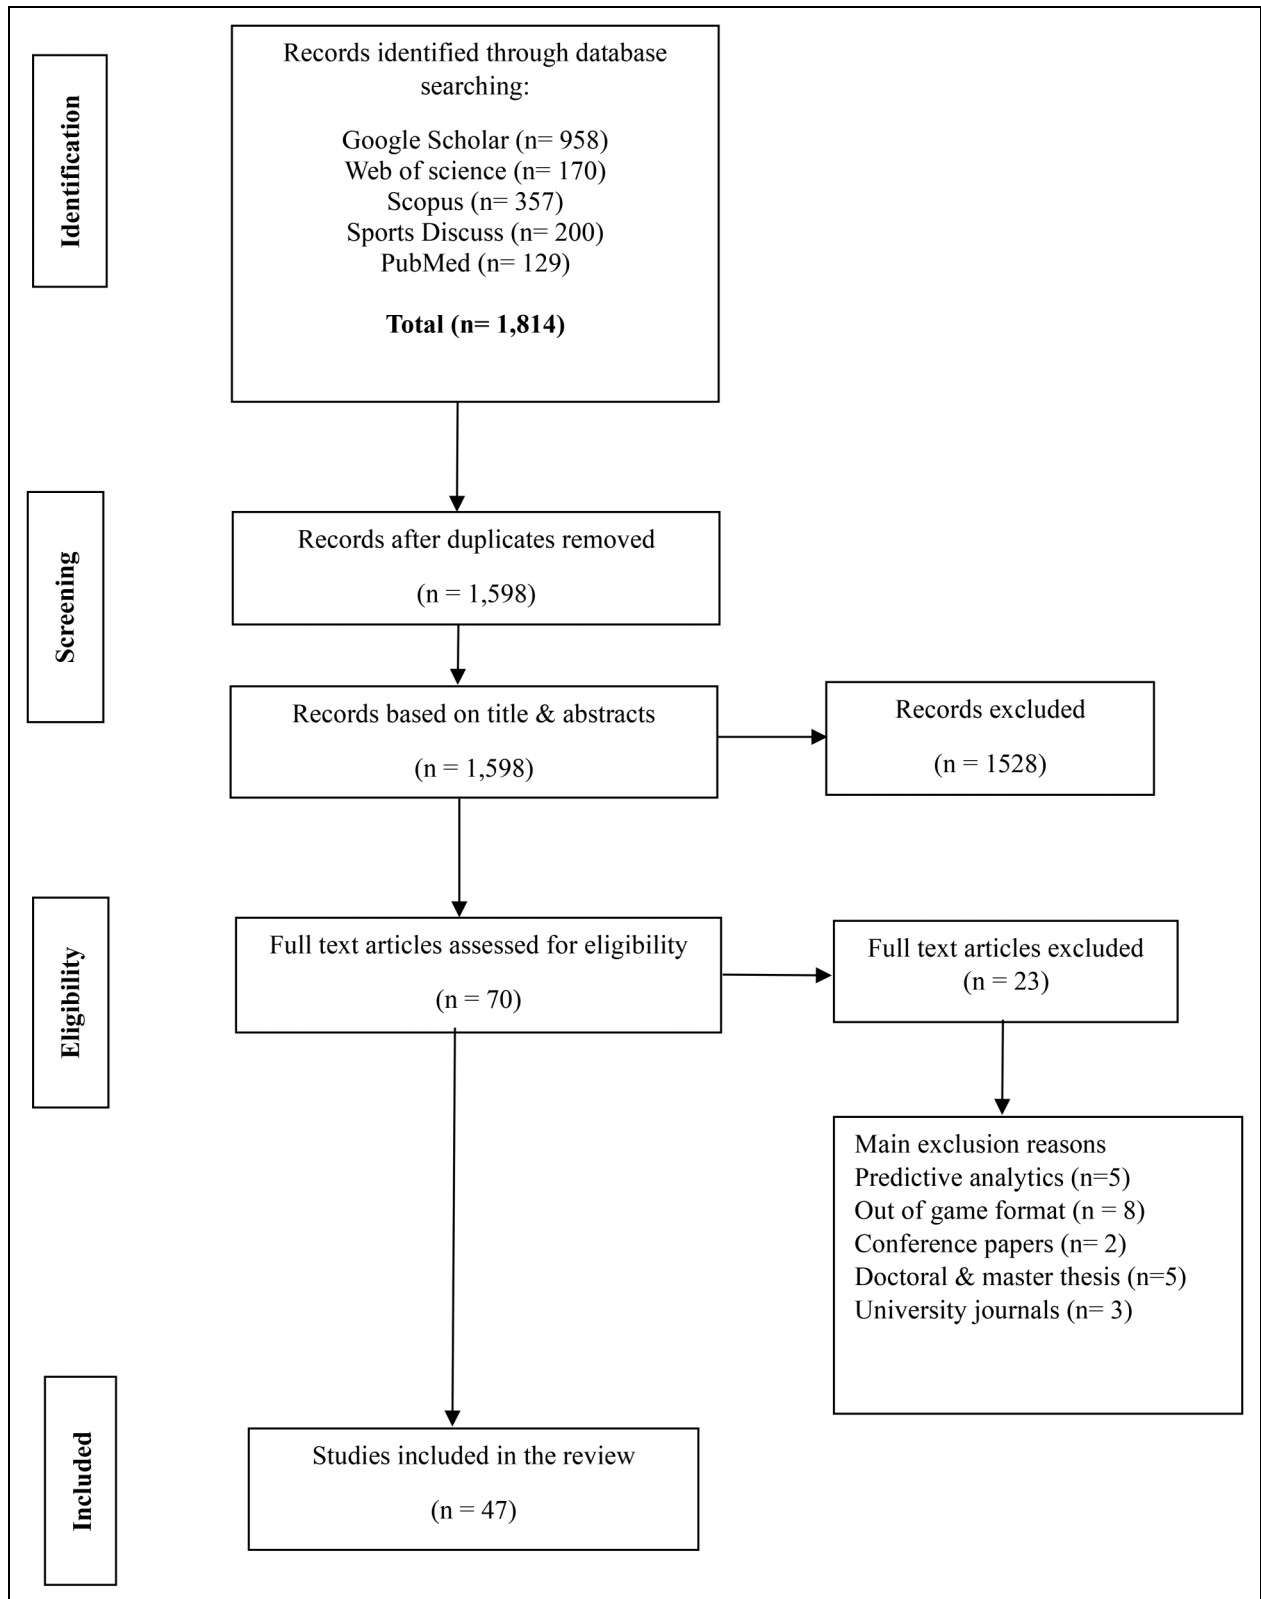 Identification
Records identified through database
searching:
Google Scholar (n= 958)
Web of science (n= 170)
Scopus (n= 357)
Sports Discuss (n= 200)
PubMed (n= 129)
Total (n= 1,814)
Screening
Records after duplicates removed
(n = 1,598)
Records based on title & abstracts
(n = 1,598)
Records excluded
(n = 1528)
Eligibility
Full text articles assessed for eligibility
(n = 70)
Full text articles excluded
(n = 23)
Main exclusion reasons
Predictive analytics (n=5)
Out of game format (n = 8)
Conference papers (n= 2)
Doctoral & master thesis (n=5)
University journals (n= 3)
Included
Studies included in the review
(n = 47)